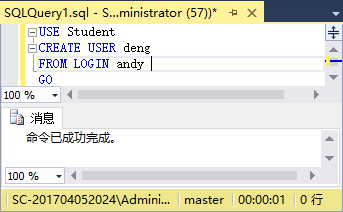 SQLQuery1.sql - S...ministrator (57))*
USE Student
CREATE USER deng
FROM LOGIN andy
GO
100 %
消息
命令已成功完成。
100 %
SC-201704052024\Admini... master 00:00:01 0 行